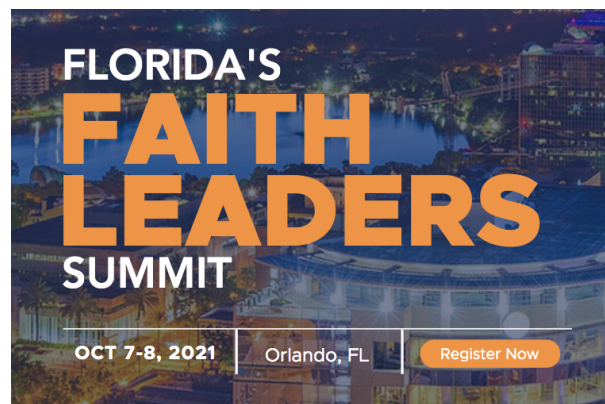 FLORIDA'S
FAITH
LEADERS
SUMMIT
OCT 7-8, 2021 Orlando, FL Register Now